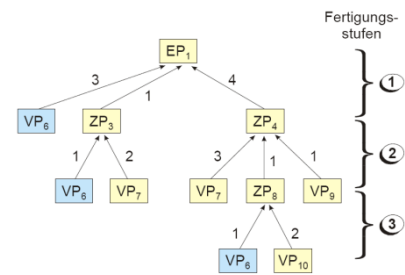 Fertigungs-
stufen
EP₁
3 1 4
1
VP₆ ZP₃ ZP₄
1 2 3 1 1
2
VP₆ VP₇ VP₇ ZP₈ VP₉
1 2
3
VP₆ VP₁₀